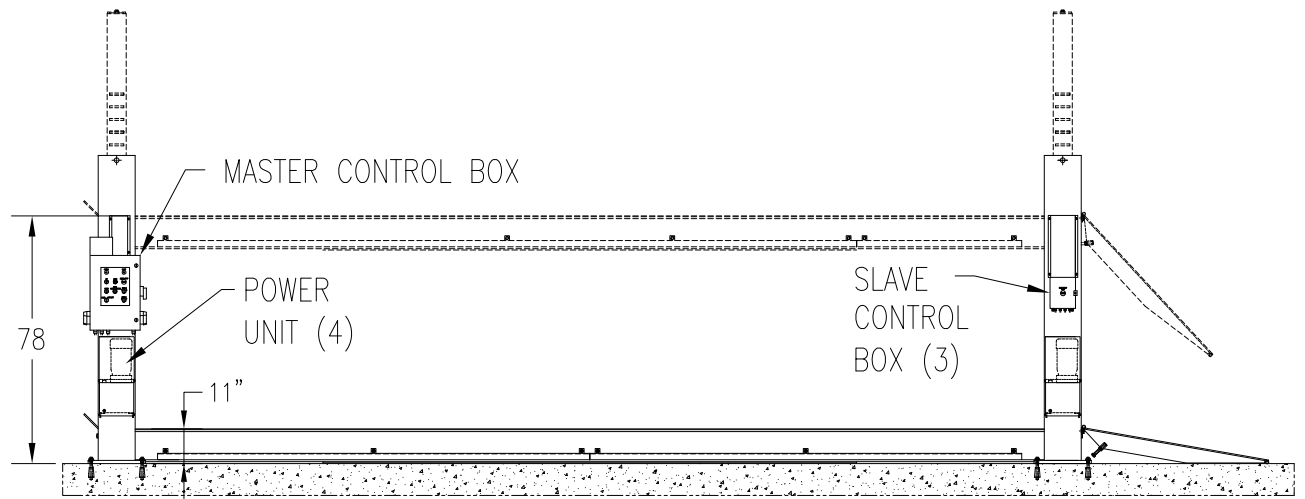 MASTER CONTROL BOX
POWER
UNIT (4)
SLAVE
CONTROL
BOX (3)
78
11”